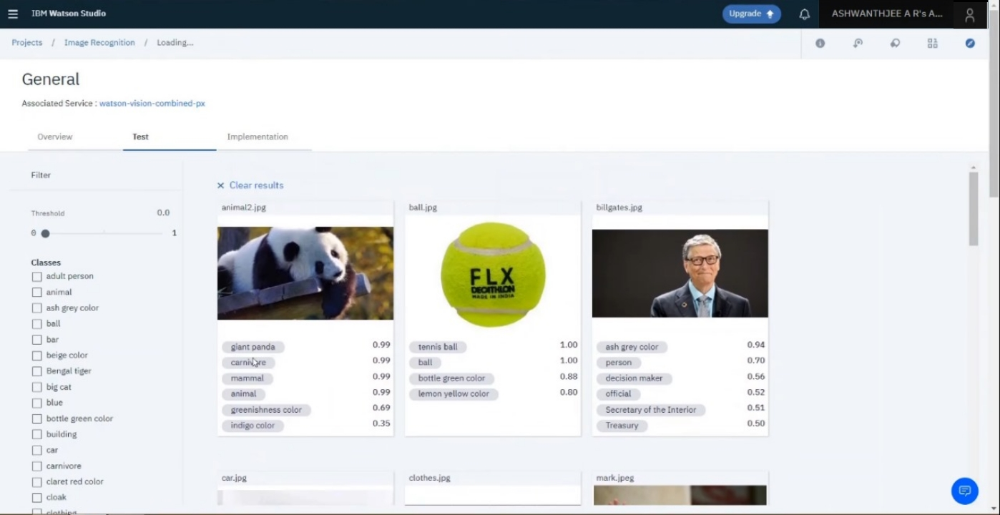 IBM Watson Studio
Upgrade
ASHWANTHJEE A R's A...
Projects / Image Recognition / Loading...
General
Associated Service : watson-vision-combined-px
Overview
Test
Implementation
Filter
Threshold 0.0
0 1
Classes
adult person
animal
ash grey color
ball
bar
beige color
Bengal tiger
big cat
blue
bottle green color
building
car
carnivore
claret red color
cloak
clothing
× Clear results
animal2.jpg
giant panda 0.99
carnivore 0.99
mammal 0.99
animal 0.99
greenishness color 0.69
indigo color 0.35
ball.jpg
FLX
DECATHLON
MADE IN INDIA
tennis ball 1.00
ball 1.00
bottle green color 0.88
lemon yellow color 0.80
billgates.jpg
ash grey color 0.94
person 0.70
decision maker 0.56
official 0.52
Secretary of the Interior 0.51
Treasury 0.50
car.jpg
clothes.jpg
mark.jpeg